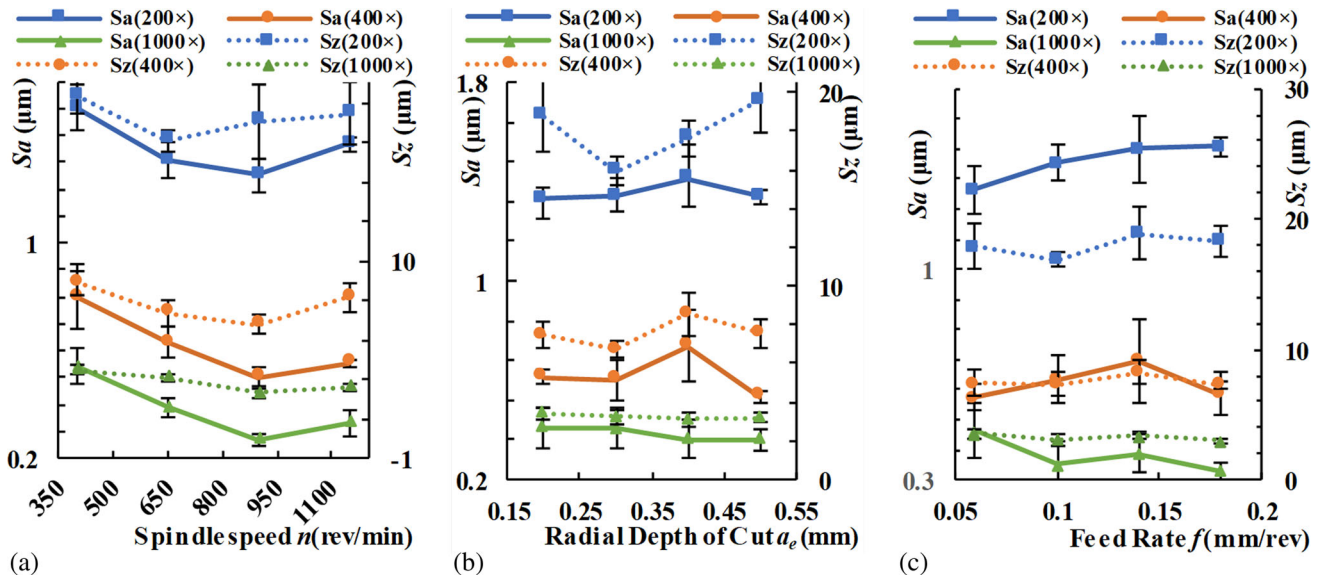 Sa(200×) Sa(400×)
Sa(1000×) Sz(200×)
Sz(400×) Sz(1000×)
Sa (μm)
1
0.2
Sz (μm)
10
-1
350 500 650 800 950 1100
Spindle speed n(rev/min)
(a)
Sa(200×) Sa(400×)
Sa(1000×) Sz(200×)
Sz(400×) Sz(1000×)
1.8
Sa (μm)
1
0.2
20
Sz (μm)
10
0
0.15 0.25 0.35 0.45 0.55
Radial Depth of Cut ae (mm)
(b)
Sa(200×) Sa(400×)
Sa(1000×) Sz(200×)
Sz(400×) Sz(1000×)
Sa (μm)
1
0.3
30
Sz (μm)
20
10
0
0.05 0.1 0.15 0.2
Feed Rate f(mm/rev)
(c)